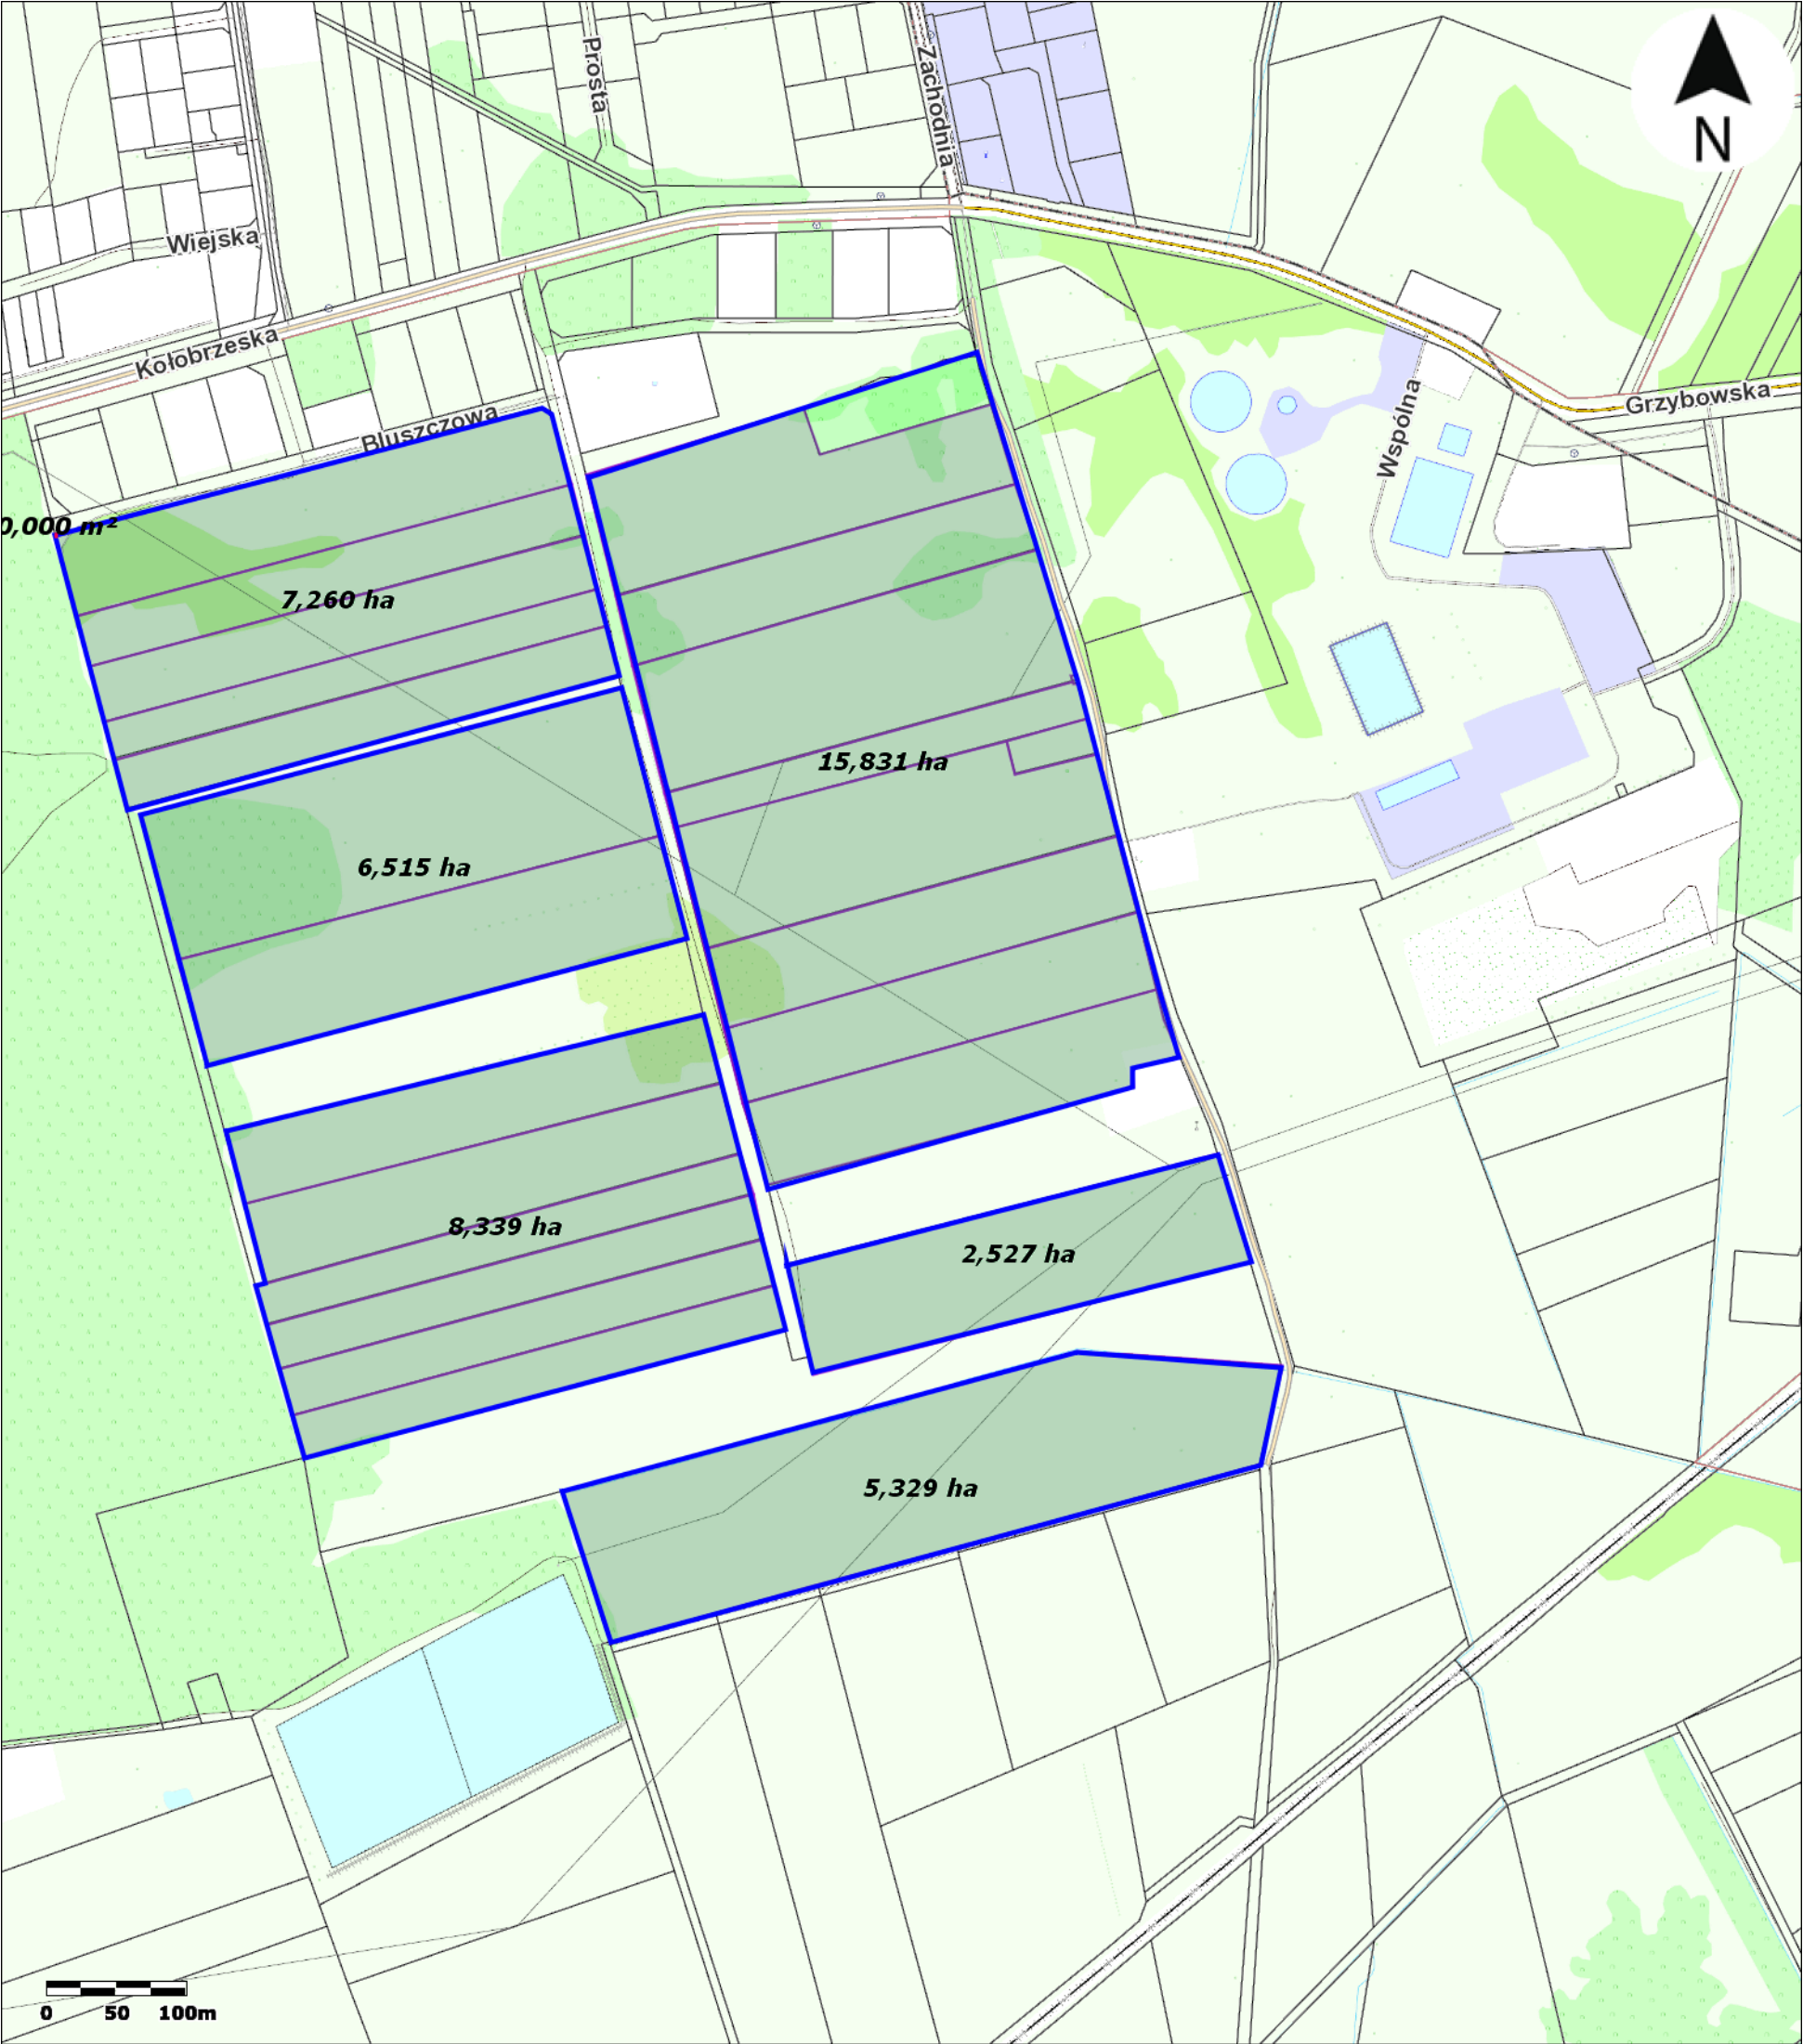 Prosta
Zachodnia
N
Wiejska
Kołobrzeska
Bluszczowa
Wspólna
Grzybowska
0,000 m²
7,260 ha
15,831 ha
6,515 ha
8,339 ha
2,527 ha
5,329 ha
0 50 100m